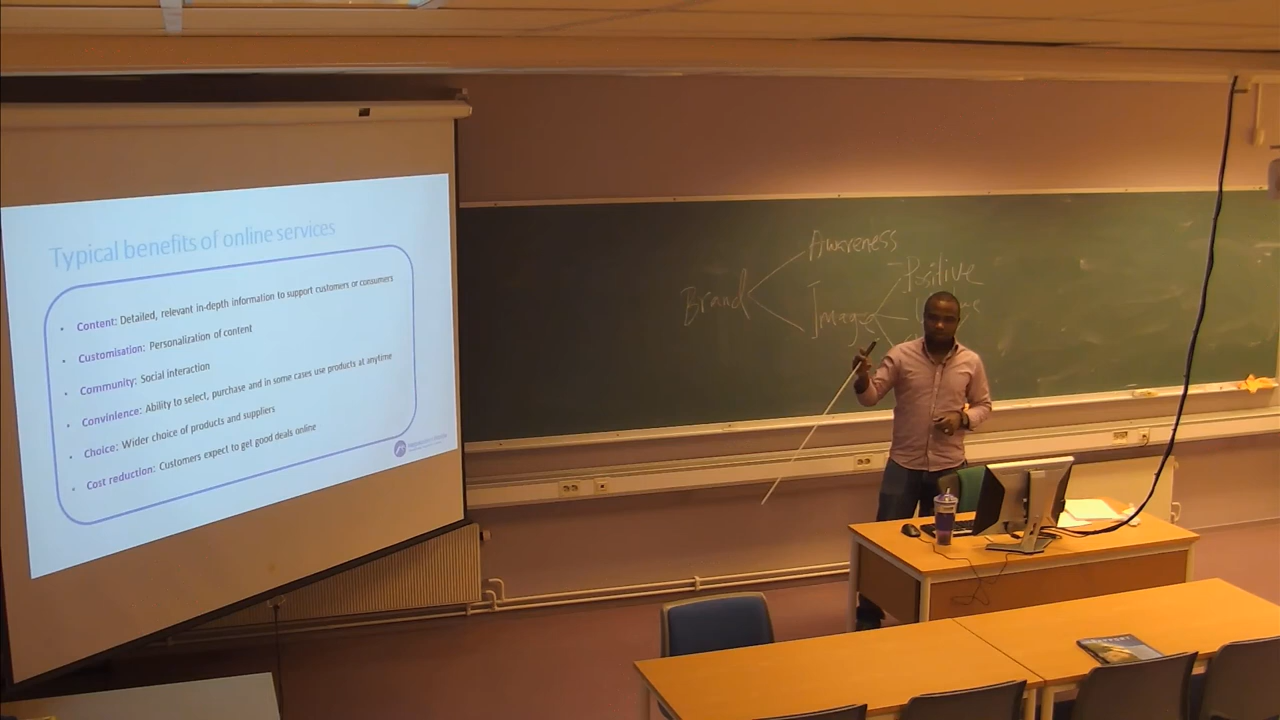 Typical benefits of online services
• Content: Detailed, relevant in-depth information to support customers or consumers
• Customisation: Personalization of content
• Community: Social interaction
• Convinience: Ability to select, purchase and in some cases use products at anytime
• Choice: Wider choice of products and suppliers
• Cost reduction: Customers expect to get good deals online
Awareness
Brand
Image
Positive